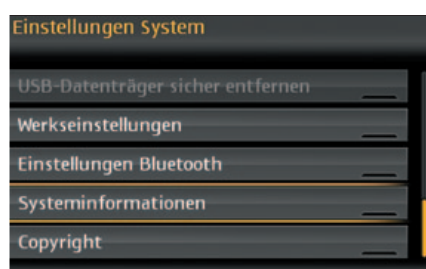 Einstellungen System
USB-Datenträger sicher entfernen
Werkseinstellungen
Einstellungen Bluetooth
Systeminformationen
Copyright